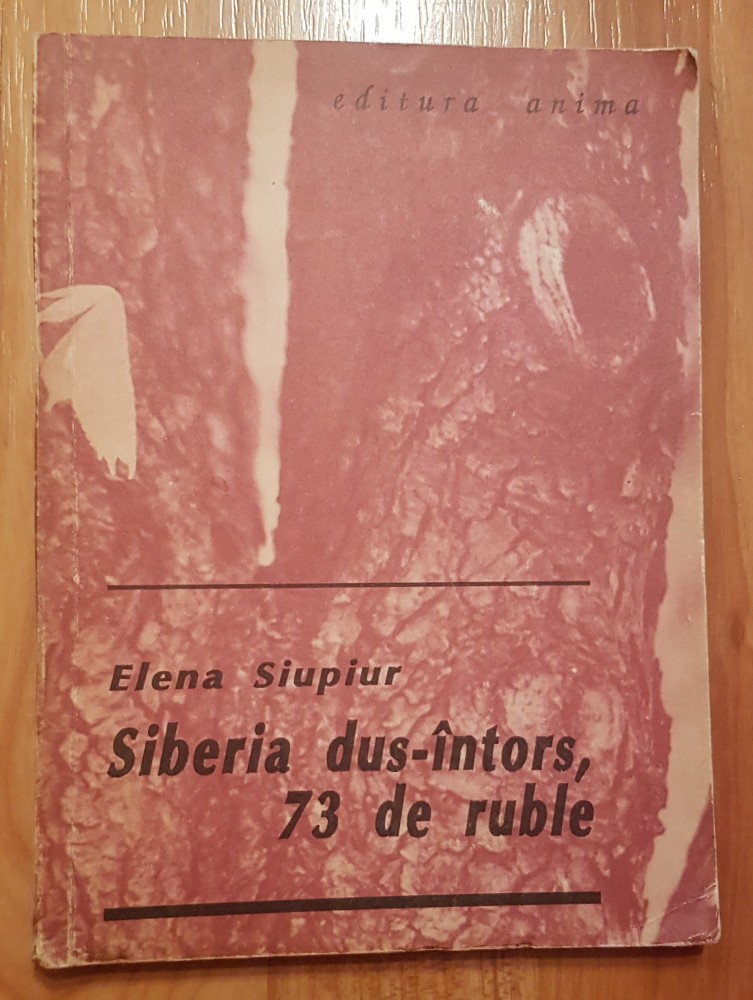 editura anima
Elena Siupiur
Siberia dus-întors,
73 de ruble